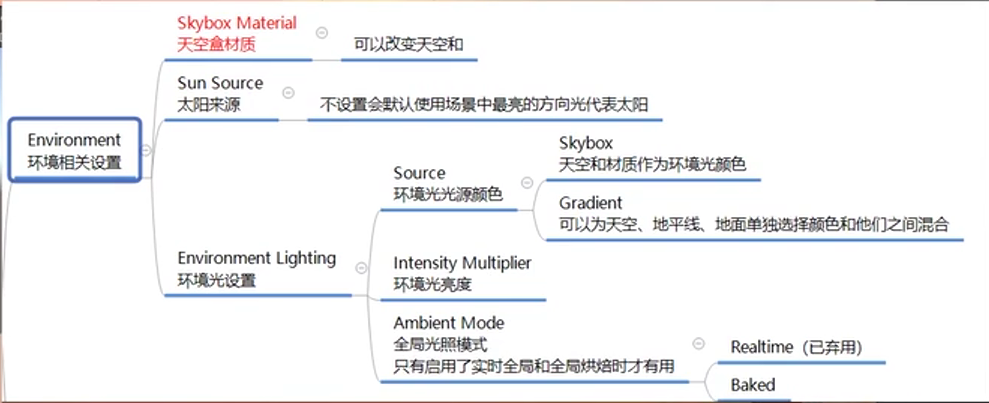 Skybox Material
天空盒材质
可以改变天空和
Sun Source
太阳来源
不设置会默认使用场景中最亮的方向光代表太阳
Environment
环境相关设置
Skybox
天空和材质作为环境光颜色
Source
环境光光源颜色
Gradient
可以为天空、地平线、地面单独选择颜色和他们之间混合
Environment Lighting
环境光设置
Intensity Multiplier
环境光亮度
Ambient Mode
全局光照模式
只有启用了实时全局和全局烘焙时才有用
Realtime（已弃用）
Baked